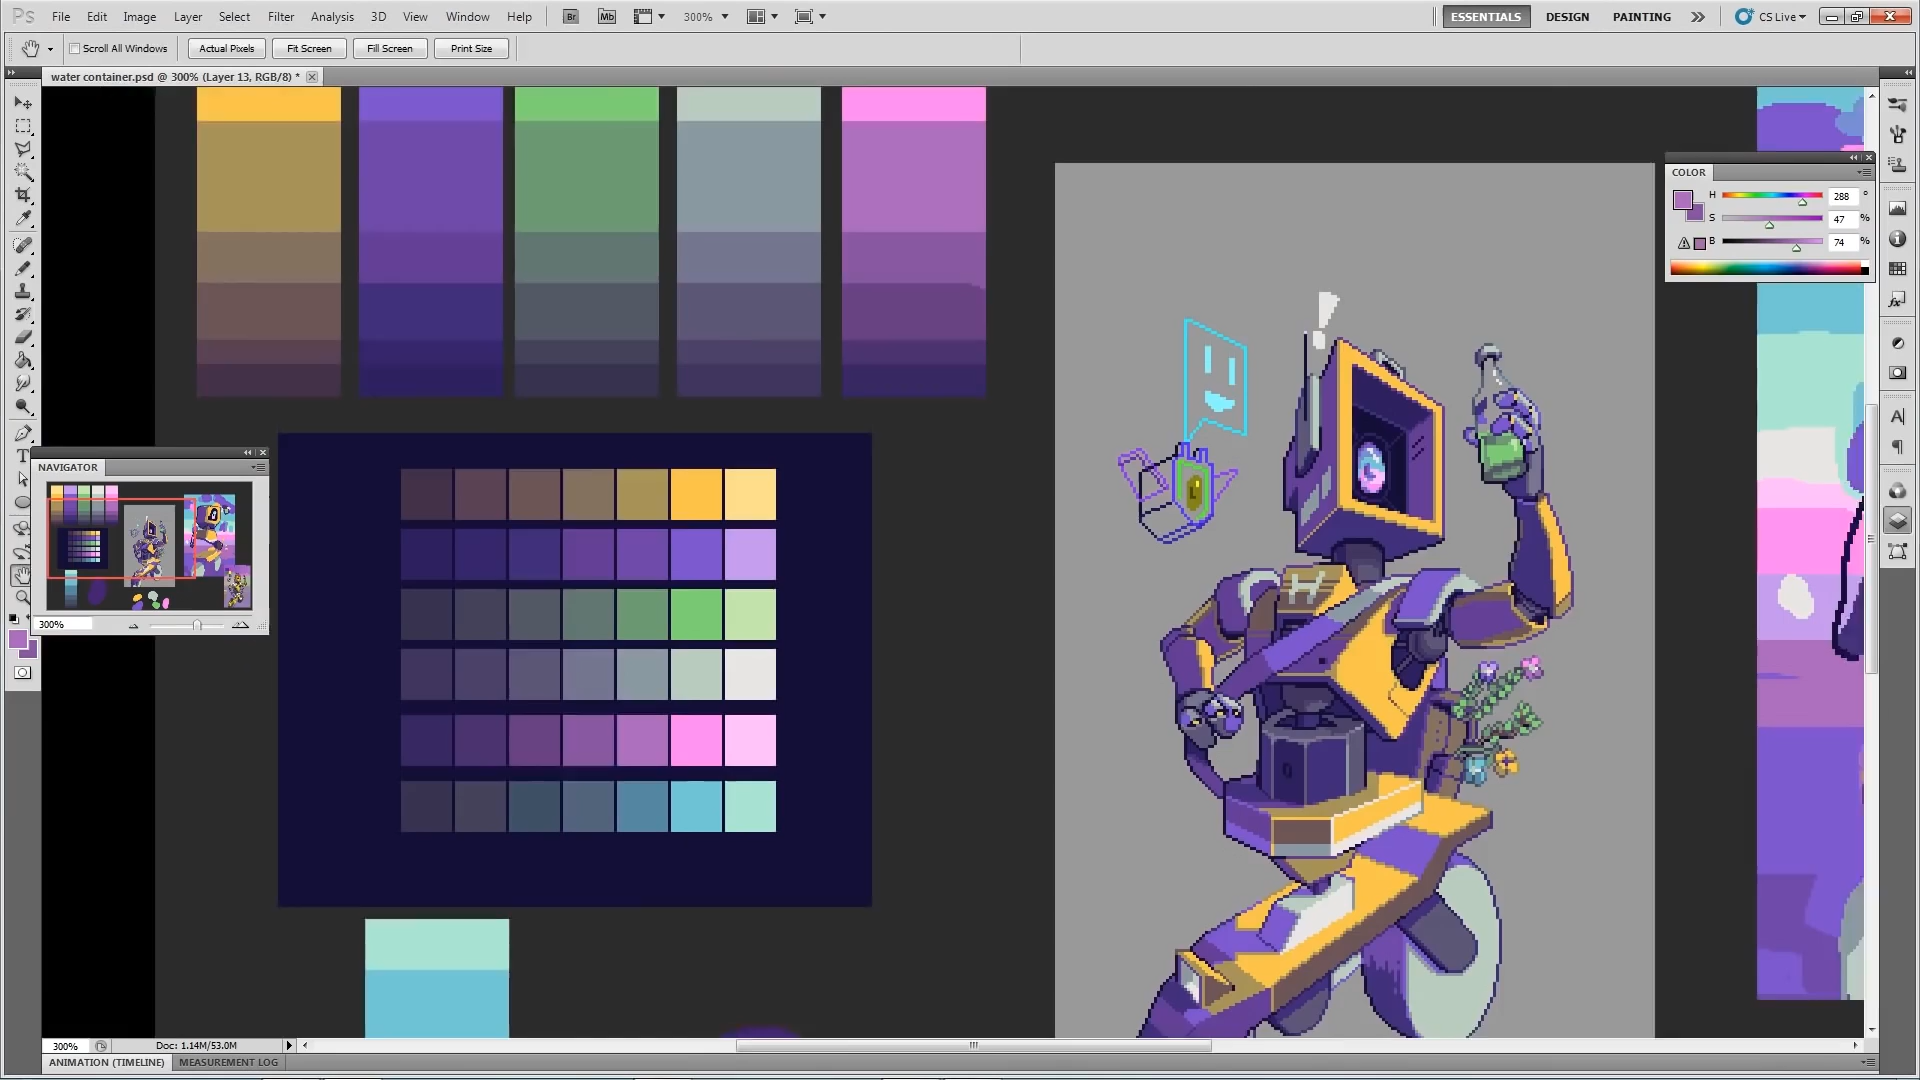 Ps File Edit Image Layer Select Filter Analysis 3D View Window Help Br Mb 300% ESSENTIALS DESIGN PAINTING CS Live
Scroll All Windows Actual Pixels Fit Screen Fill Screen Print Size
water container.psd @ 300% (Layer 13, RGB/8) *
COLOR
H 288 °
S 47 %
B 74 %
NAVIGATOR
300%
H
300% Doc: 1.14M/53.0M
ANIMATION (TIMELINE) MEASUREMENT LOG